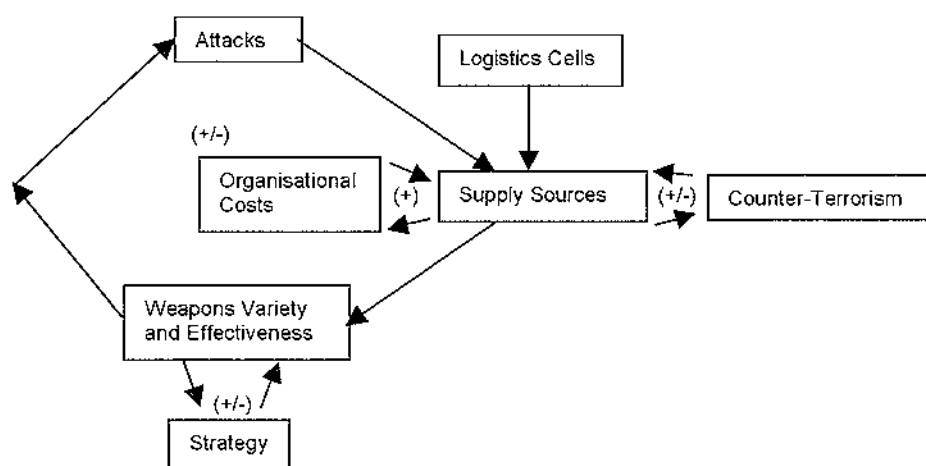 Attacks
Logistics Cells
(+/-)
Organisational
Costs
(+)
Supply Sources
(+/-)
Counter-Terrorism
Weapons Variety
and Effectiveness
(+/-)
Strategy